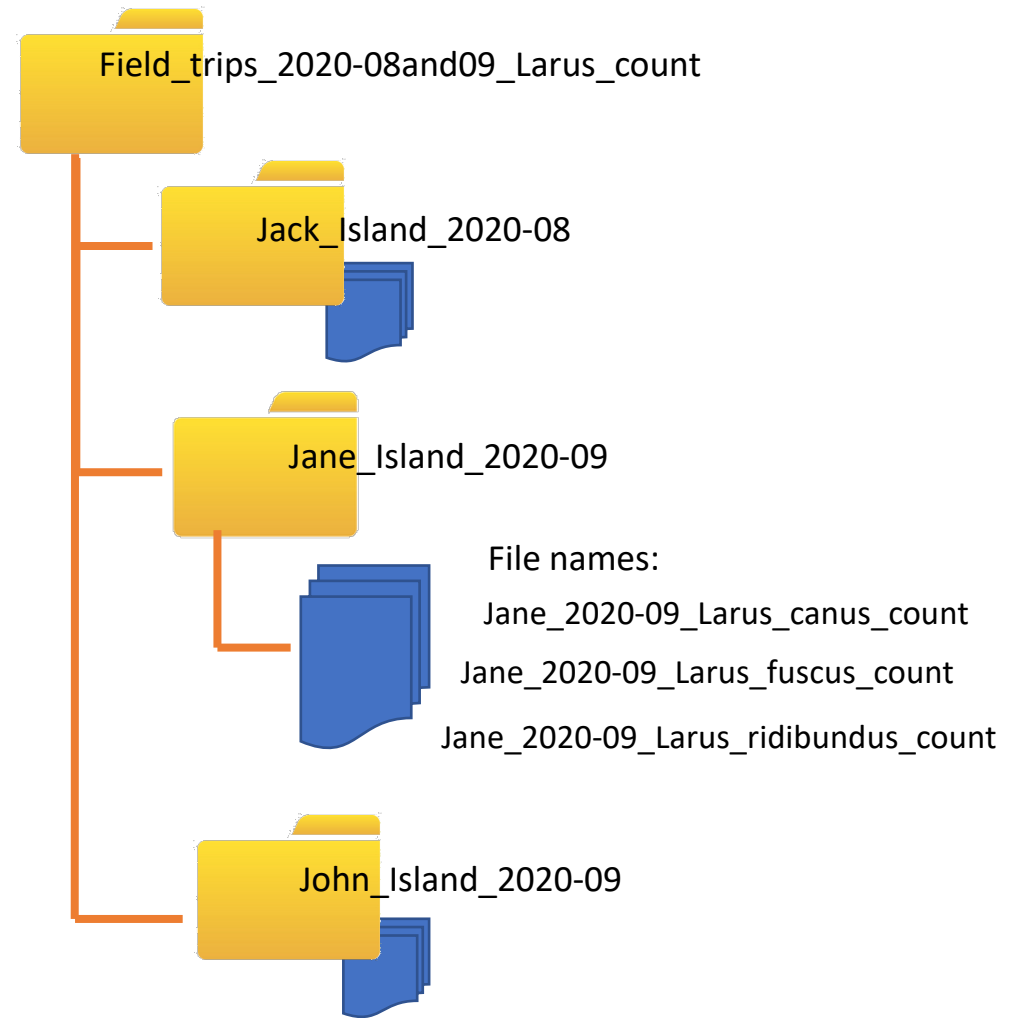 Field_trips_2020-08and09_Larus_count
Jack_Island_2020-08
Jane_Island_2020-09
File names:
Jane_2020-09_Larus_canus_count
Jane_2020-09_Larus_fuscus_count
Jane_2020-09_Larus_ridibundus_count
John_Island_2020-09